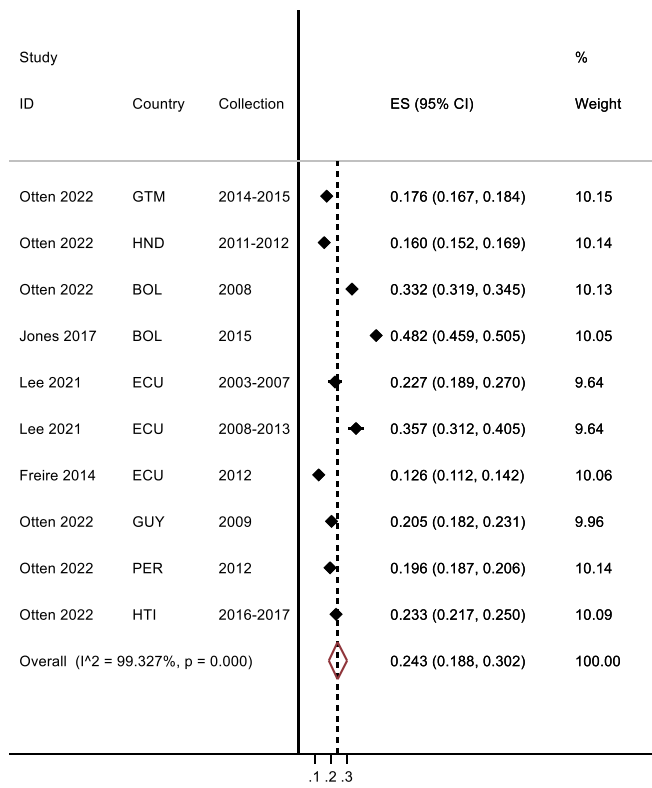 Study %
ID Country Collection ES (95% CI) Weight
Otten 2022 GTM 2014-2015 0.176 (0.167, 0.184) 10.15
Otten 2022 HND 2011-2012 0.160 (0.152, 0.169) 10.14
Otten 2022 BOL 2008 0.332 (0.319, 0.345) 10.13
Jones 2017 BOL 2015 0.482 (0.459, 0.505) 10.05
Lee 2021 ECU 2003-2007 0.227 (0.189, 0.270) 9.64
Lee 2021 ECU 2008-2013 0.357 (0.312, 0.405) 9.64
Freire 2014 ECU 2012 0.126 (0.112, 0.142) 10.06
Otten 2022 GUY 2009 0.205 (0.182, 0.231) 9.96
Otten 2022 PER 2012 0.196 (0.187, 0.206) 10.14
Otten 2022 HTI 2016-2017 0.233 (0.217, 0.250) 10.09
Overall (I^2 = 99.327%, p = 0.000) 0.243 (0.188, 0.302) 100.00
.1 .2 .3